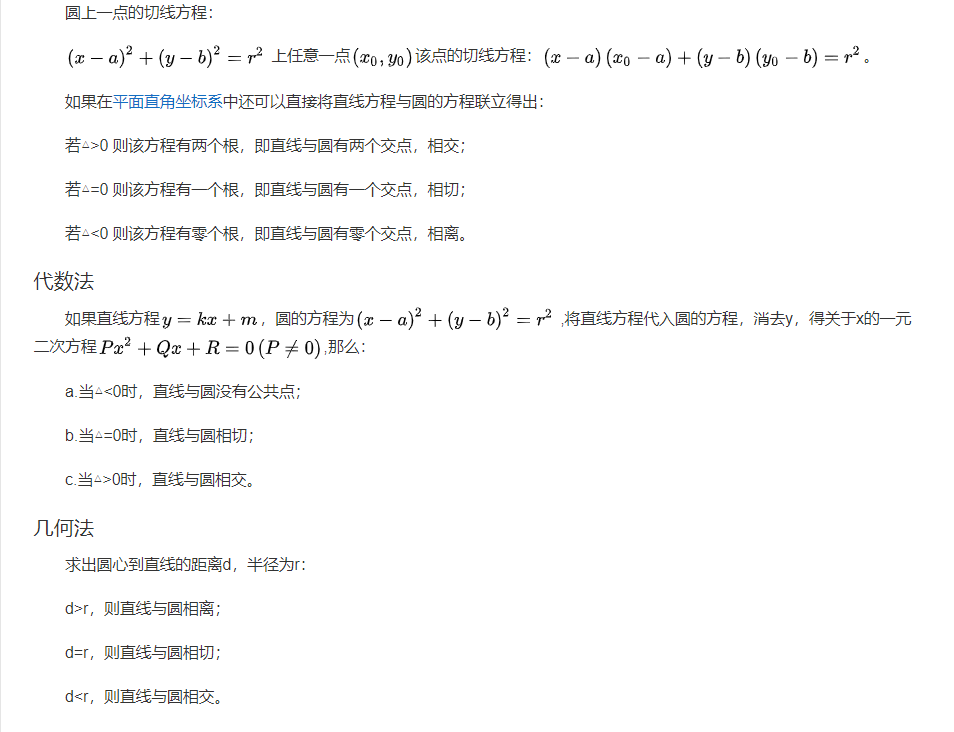 圆上一点的切线方程：
(x − a)² + (y − b)² = r² 上任意一点(x₀, y₀)该点的切线方程：(x − a)(x₀ − a) + (y − b)(y₀ − b) = r² 。
如果在平面直角坐标系中还可以直接将直线方程与圆的方程联立得出：
若△>0 则该方程有两个根，即直线与圆有两个交点，相交；
若△=0 则该方程有一个根，即直线与圆有一个交点，相切；
若△<0 则该方程有零个根，即直线与圆有零个交点，相离。
代数法
如果直线方程y = kx + m，圆的方程为(x − a)² + (y − b)² = r² ,将直线方程代入圆的方程，消去y，得关于x的一元
二次方程Px² + Qx + R = 0 (P ≠ 0),那么：
a.当△<0时，直线与圆没有公共点；
b.当△=0时，直线与圆相切；
c.当△>0时，直线与圆相交。
几何法
求出圆心到直线的距离d，半径为r：
d>r，则直线与圆相离；
d=r，则直线与圆相切；
d<r，则直线与圆相交。